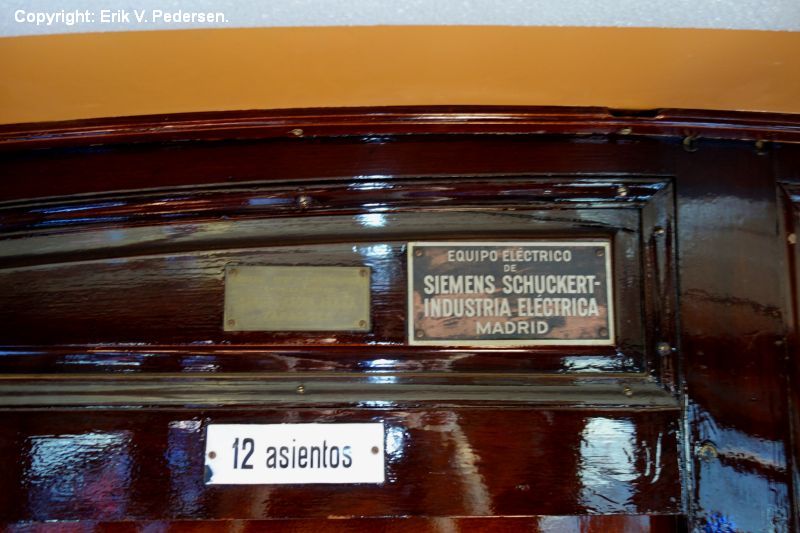 Copyright: Erik V. Pedersen.
EQUIPO ELÉCTRICO
DE
SIEMENS SCHUCKERT-
INDUSTRIA ELÉCTRICA
MADRID
12 asientos